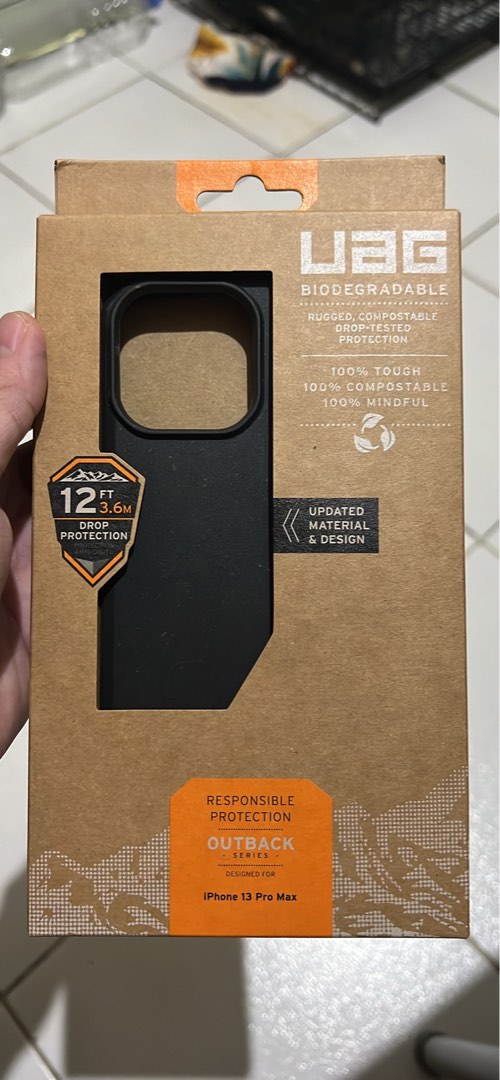 UAG
BIODEGRADABLE
RUGGED, COMPOSTABLE
DROP-TESTED
PROTECTION
100% TOUGH
100% COMPOSTABLE
100% MINDFUL
12 FT
3.6M
DROP
PROTECTION
UPDATED
MATERIAL
& DESIGN
RESPONSIBLE
PROTECTION
OUTBACK
- SERIES -
DESIGNED FOR
iPhone 13 Pro Max